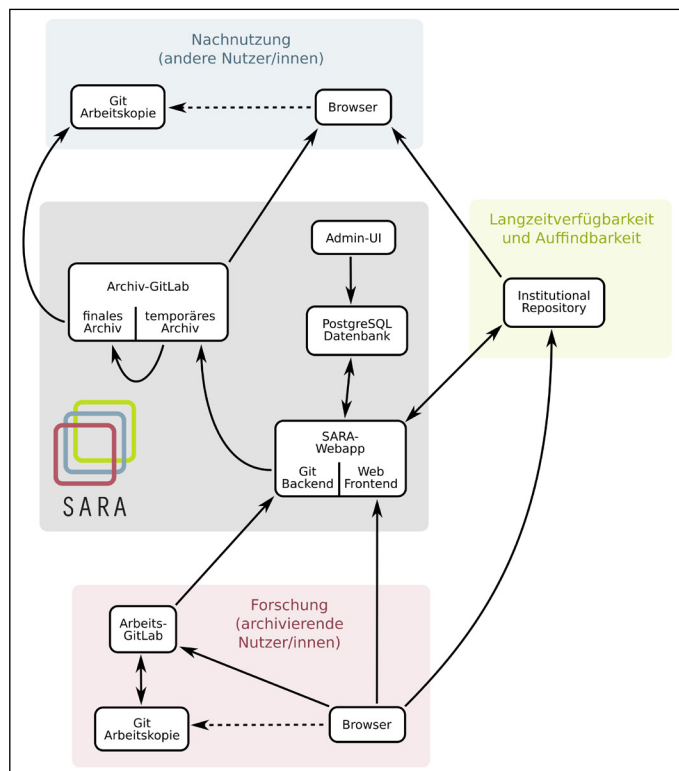 Nachnutzung
(andere Nutzer/innen)
Git
Arbeitskopie
Browser
Langzeitverfügbarkeit
und Auffindbarkeit
Admin-UI
Archiv-GitLab
finales
Archiv
temporäres
Archiv
PostgreSQL
Datenbank
Institutional
Repository
SARA-
Webapp
Git
Backend
Web
Frontend
SARA
Forschung
(archivierende
Nutzer/innen)
Arbeits-
GitLab
Git
Arbeitskopie
Browser